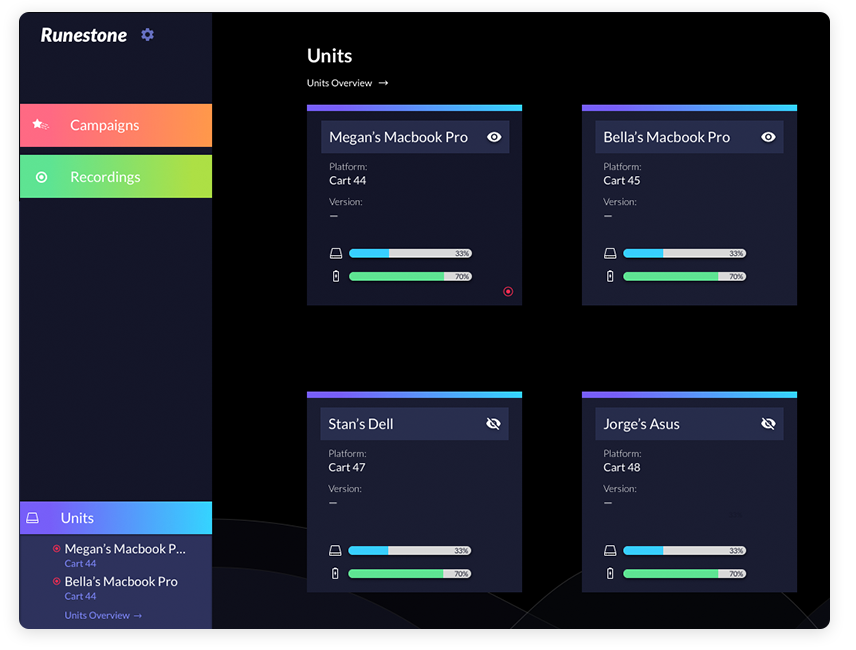 Runestone
Campaigns
Recordings
Units
Megan's Macbook P...
Cart 44
Bella's Macbook Pro
Cart 44
Units Overview →
Units
Units Overview →
Megan's Macbook Pro
Platform:
Cart 44
Version:
—
33%
70%
Bella's Macbook Pro
Platform:
Cart 45
Version:
—
33%
70%
Stan's Dell
Platform:
Cart 47
Version:
—
33%
70%
Jorge's Asus
Platform:
Cart 48
Version:
—
33%
70%